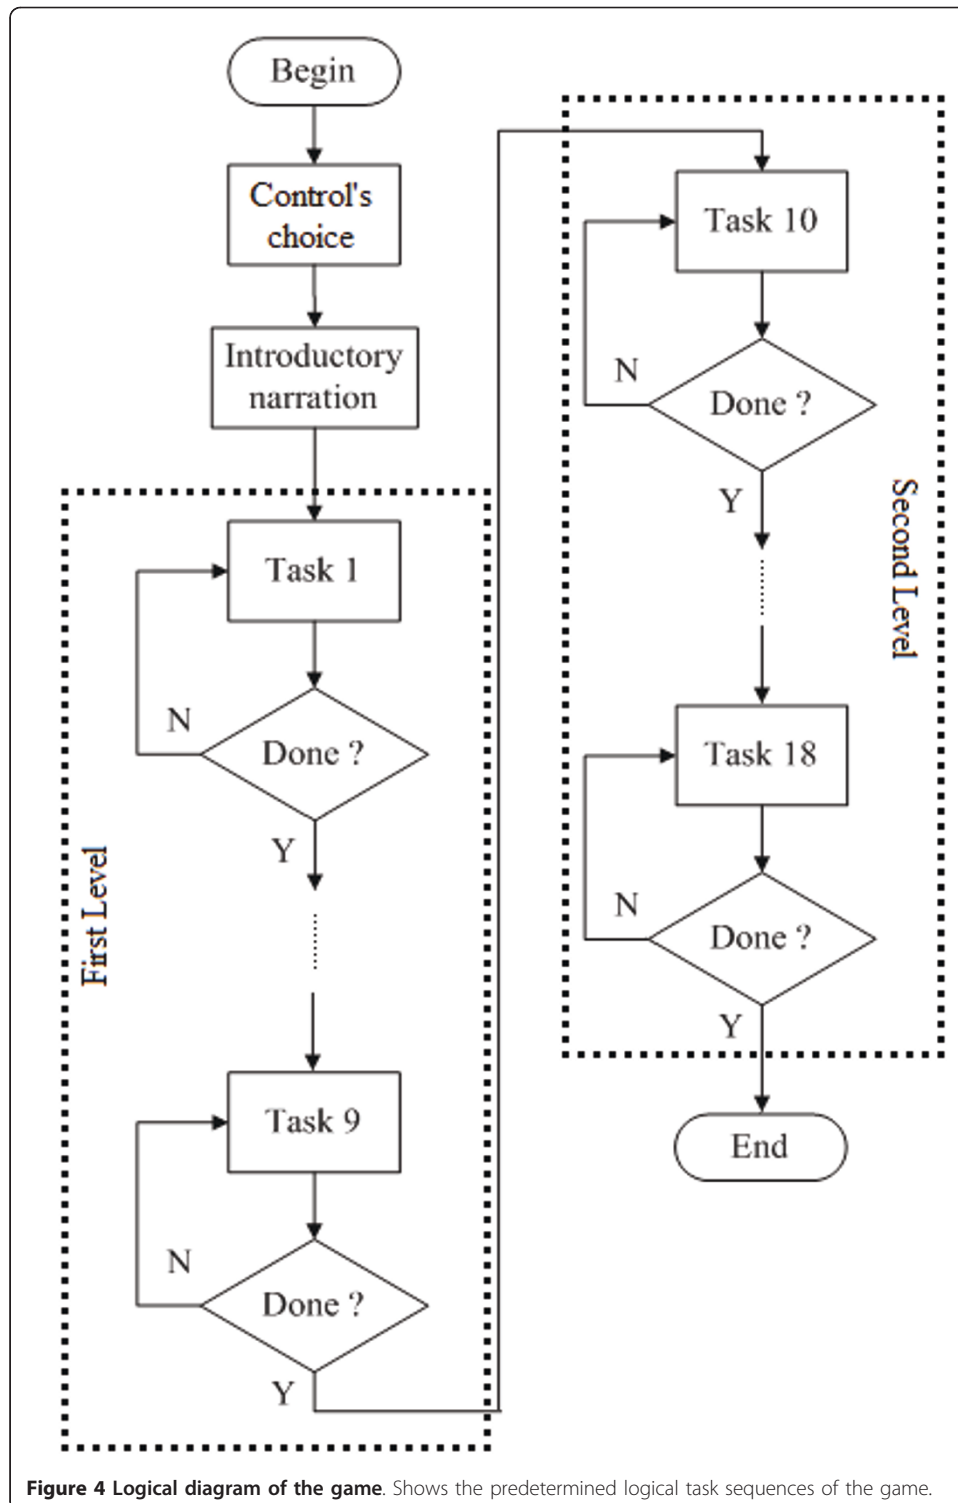 Begin
Control's
choice
Introductory
narration
First Level
Task 1
Done ?
N
Y
Task 9
Done ?
N
Y
Second Level
Task 10
Done ?
N
Y
Task 18
Done ?
N
Y
End
Figure 4 Logical diagram of the game. Shows the predetermined logical task sequences of the game.